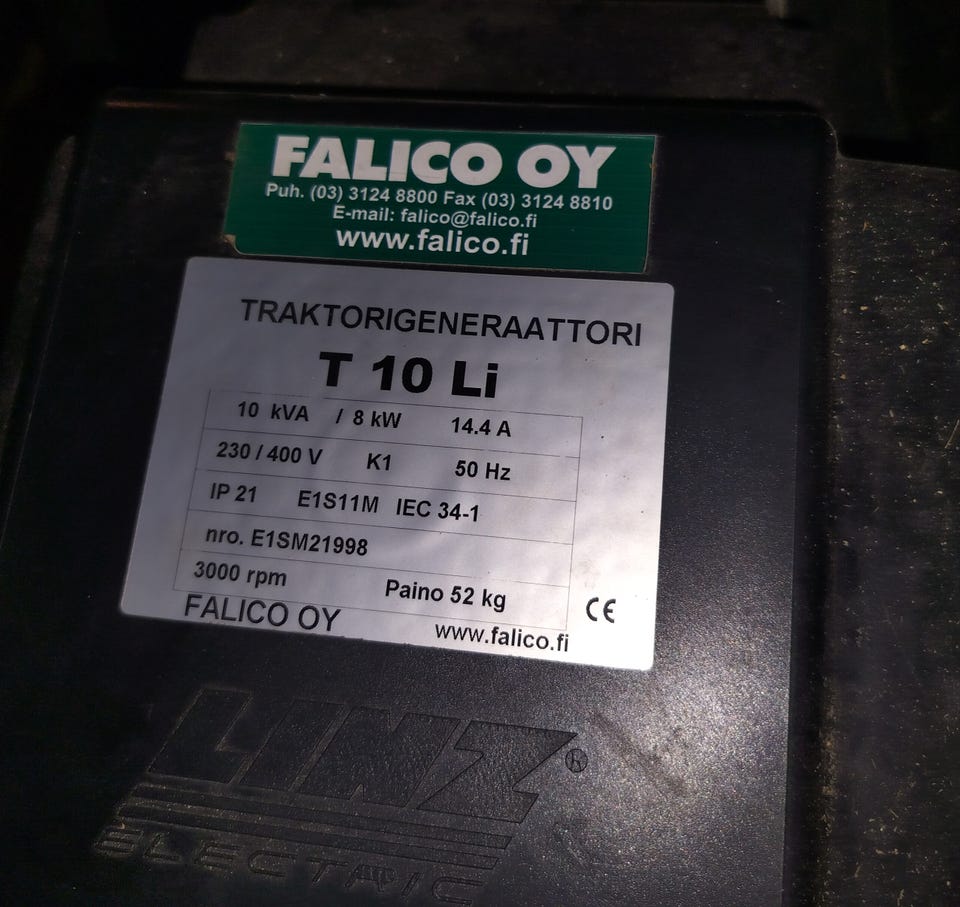 FALICO OY
Puh. (03) 3124 8800 Fax (03) 3124 8810
E-mail: falico@falico.fi
www.falico.fi
TRAKTORIGENERAATTORI
T 10 Li
10 kVA / 8 kW 14.4 A
230 / 400 V K1 50 Hz
IP 21 E1S11M IEC 34-1
nro. E1SM21998
3000 rpm Paino 52 kg
CE
FALICO OY www.falico.fi
LINZ ®
ELECTRIC